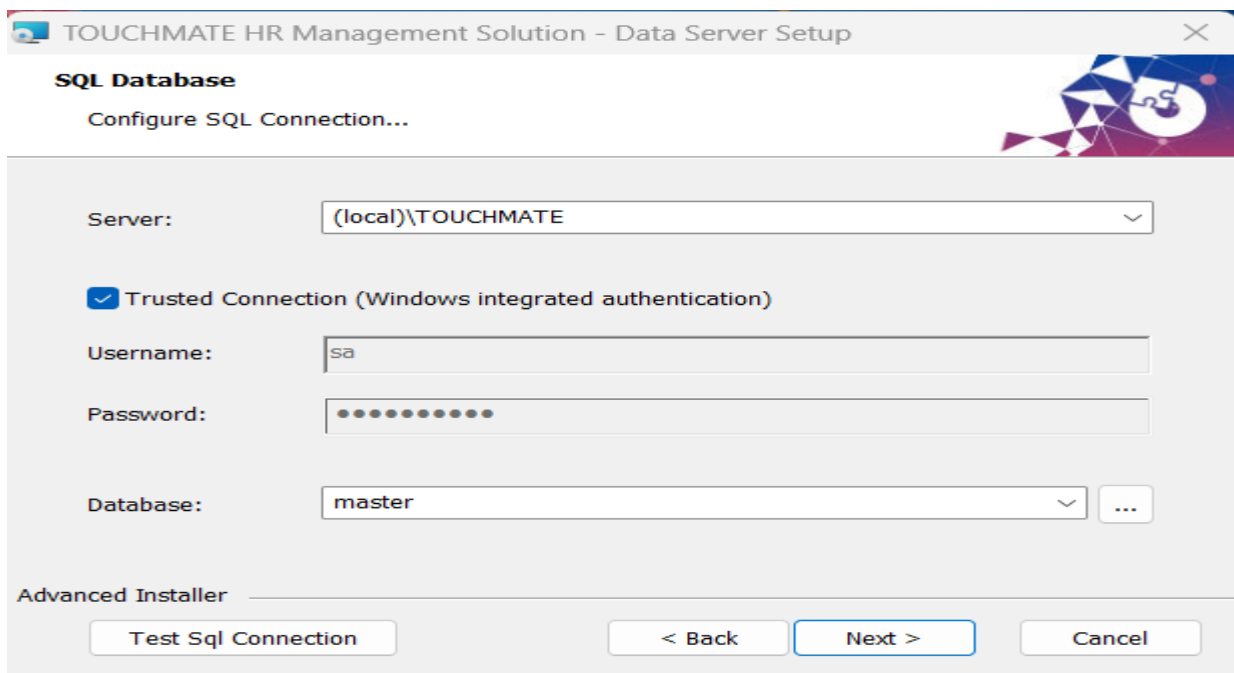 TOUCHMATE HR Management Solution - Data Server Setup
SQL Database
Configure SQL Connection...
Server: (local)\TOUCHMATE
Trusted Connection (Windows integrated authentication)
Username: sa
Password: ●●●●●●●●●●
Database: master ...
Advanced Installer
Test Sql Connection < Back Next > Cancel